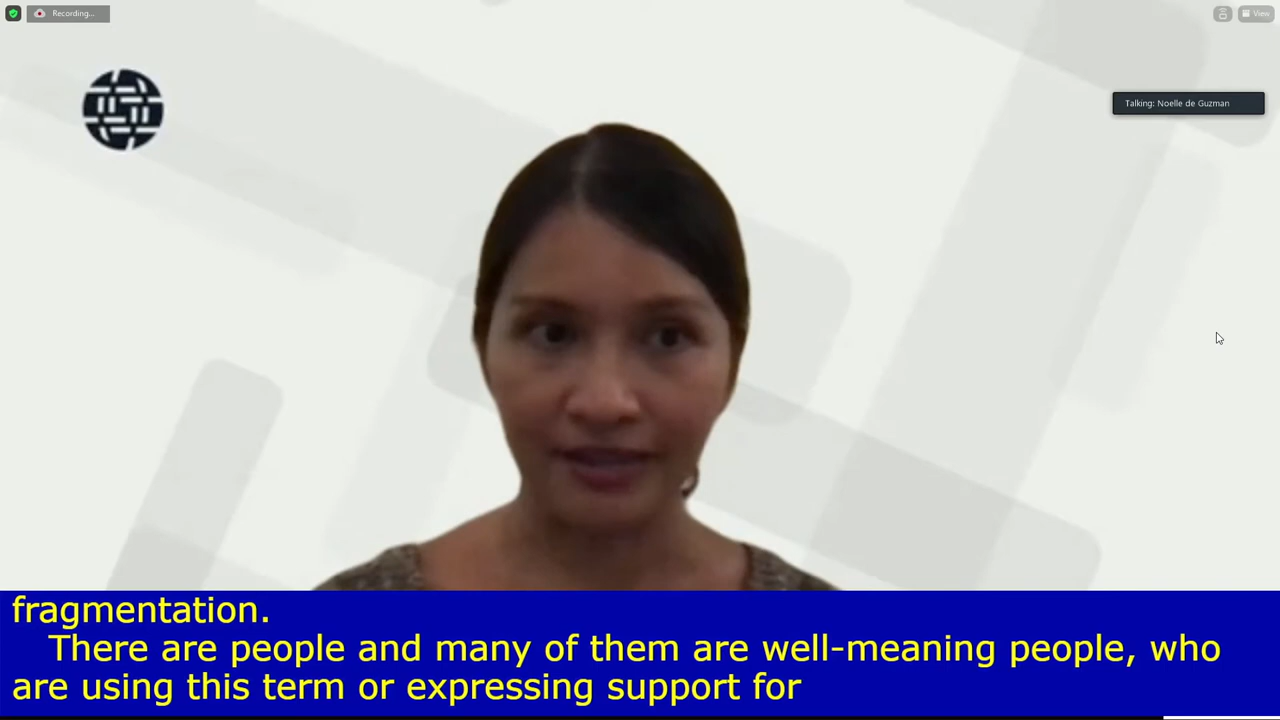 Recording...
View
Talking: Noelle de Guzman
fragmentation.
There are people and many of them are well-meaning people, who
are using this term or expressing support for